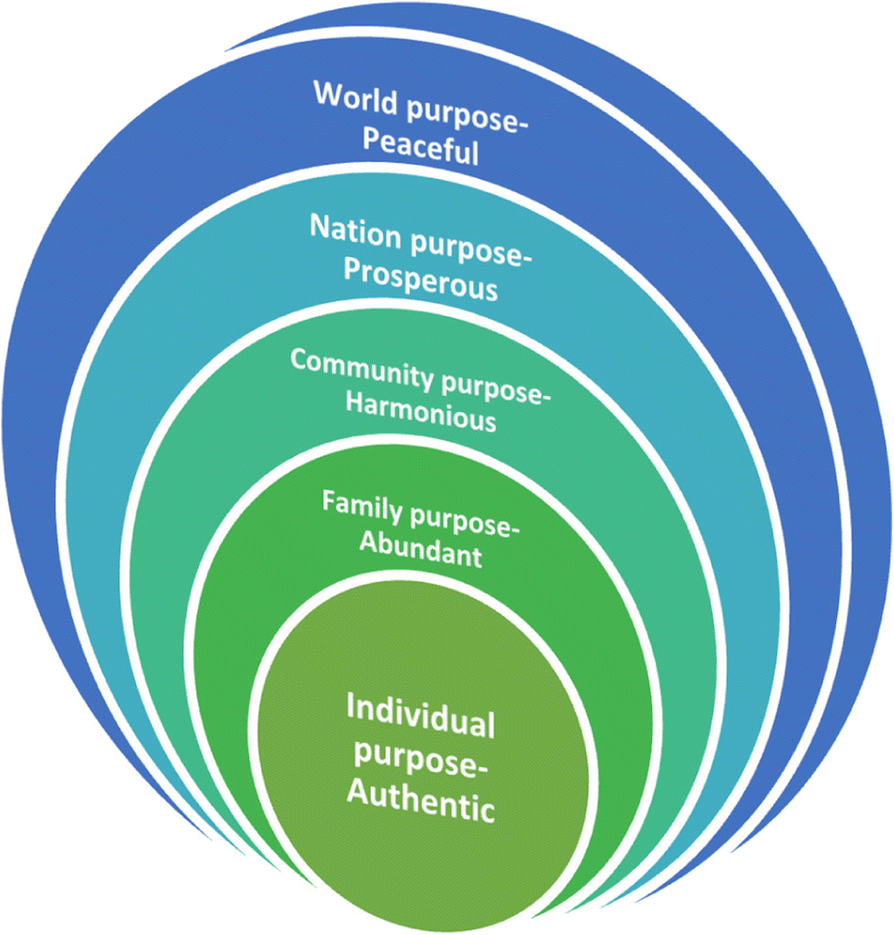 World purpose-
Peaceful
Nation purpose-
Prosperous
Community purpose-
Harmonious
Family purpose-
Abundant
Individual
purpose-
Authentic